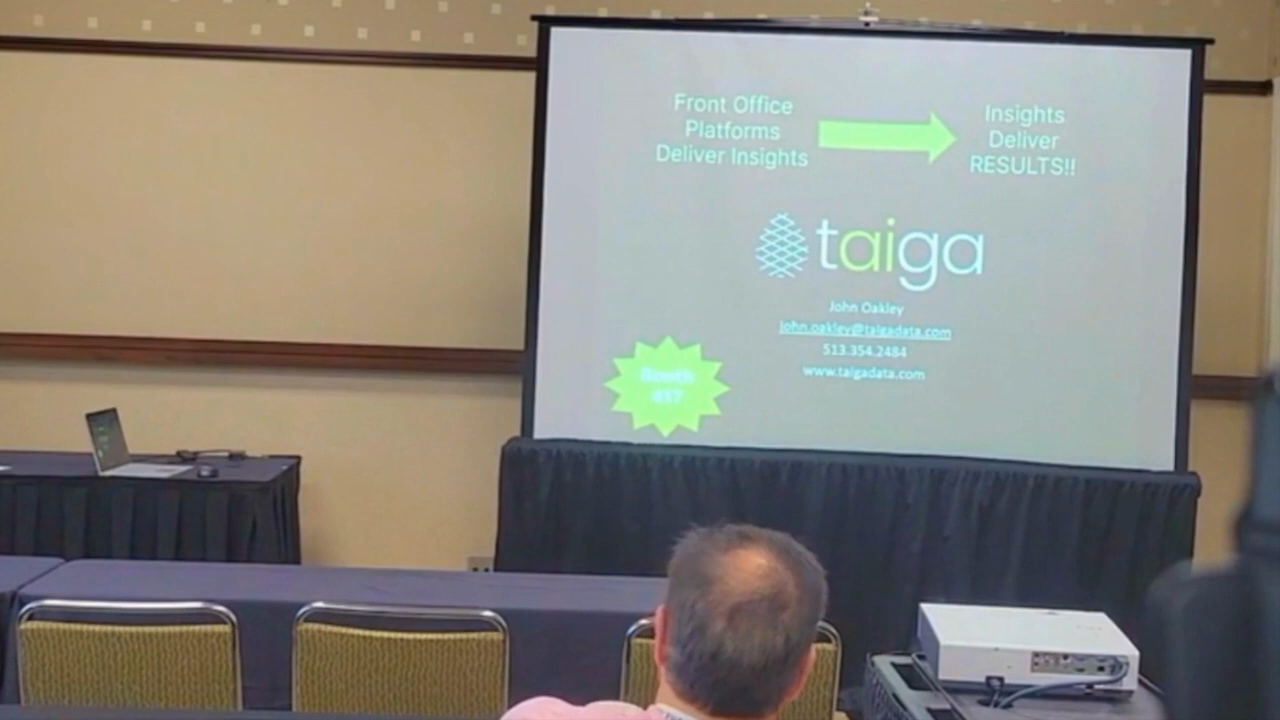 Front Office
Platforms
Deliver Insights
Insights
Deliver
RESULTS!!
taiga
John Oakley
john.oakley@taigadata.com
513.354.2484
www.taigadata.com
Booth